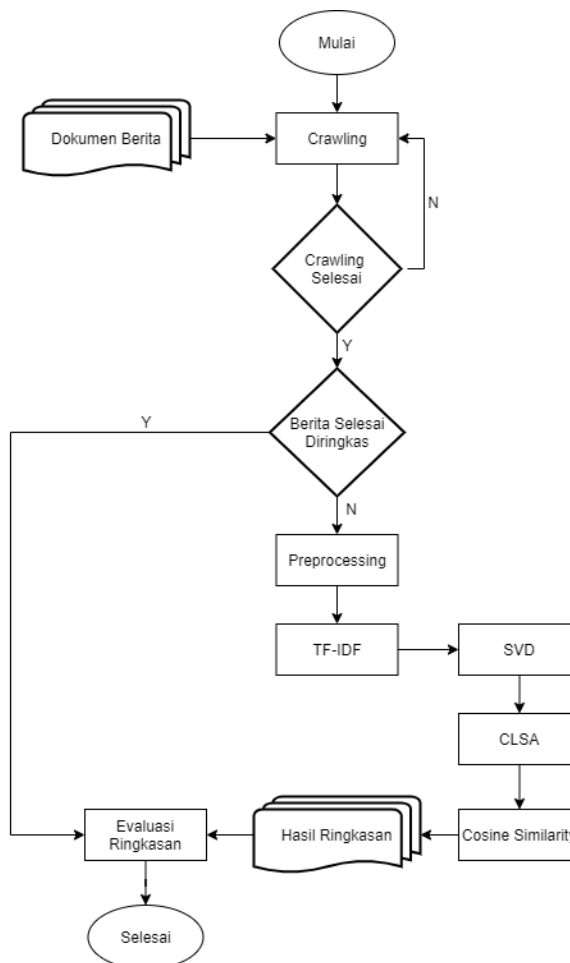 Mulai
Dokumen Berita
Crawling
N
Crawling
Selesai
Y
Berita Selesai
Diringkas
Y
N
Preprocessing
TF-IDF
SVD
CLSA
Evaluasi
Ringkasan
Hasil Ringkasan
Cosine Similarity
Selesai